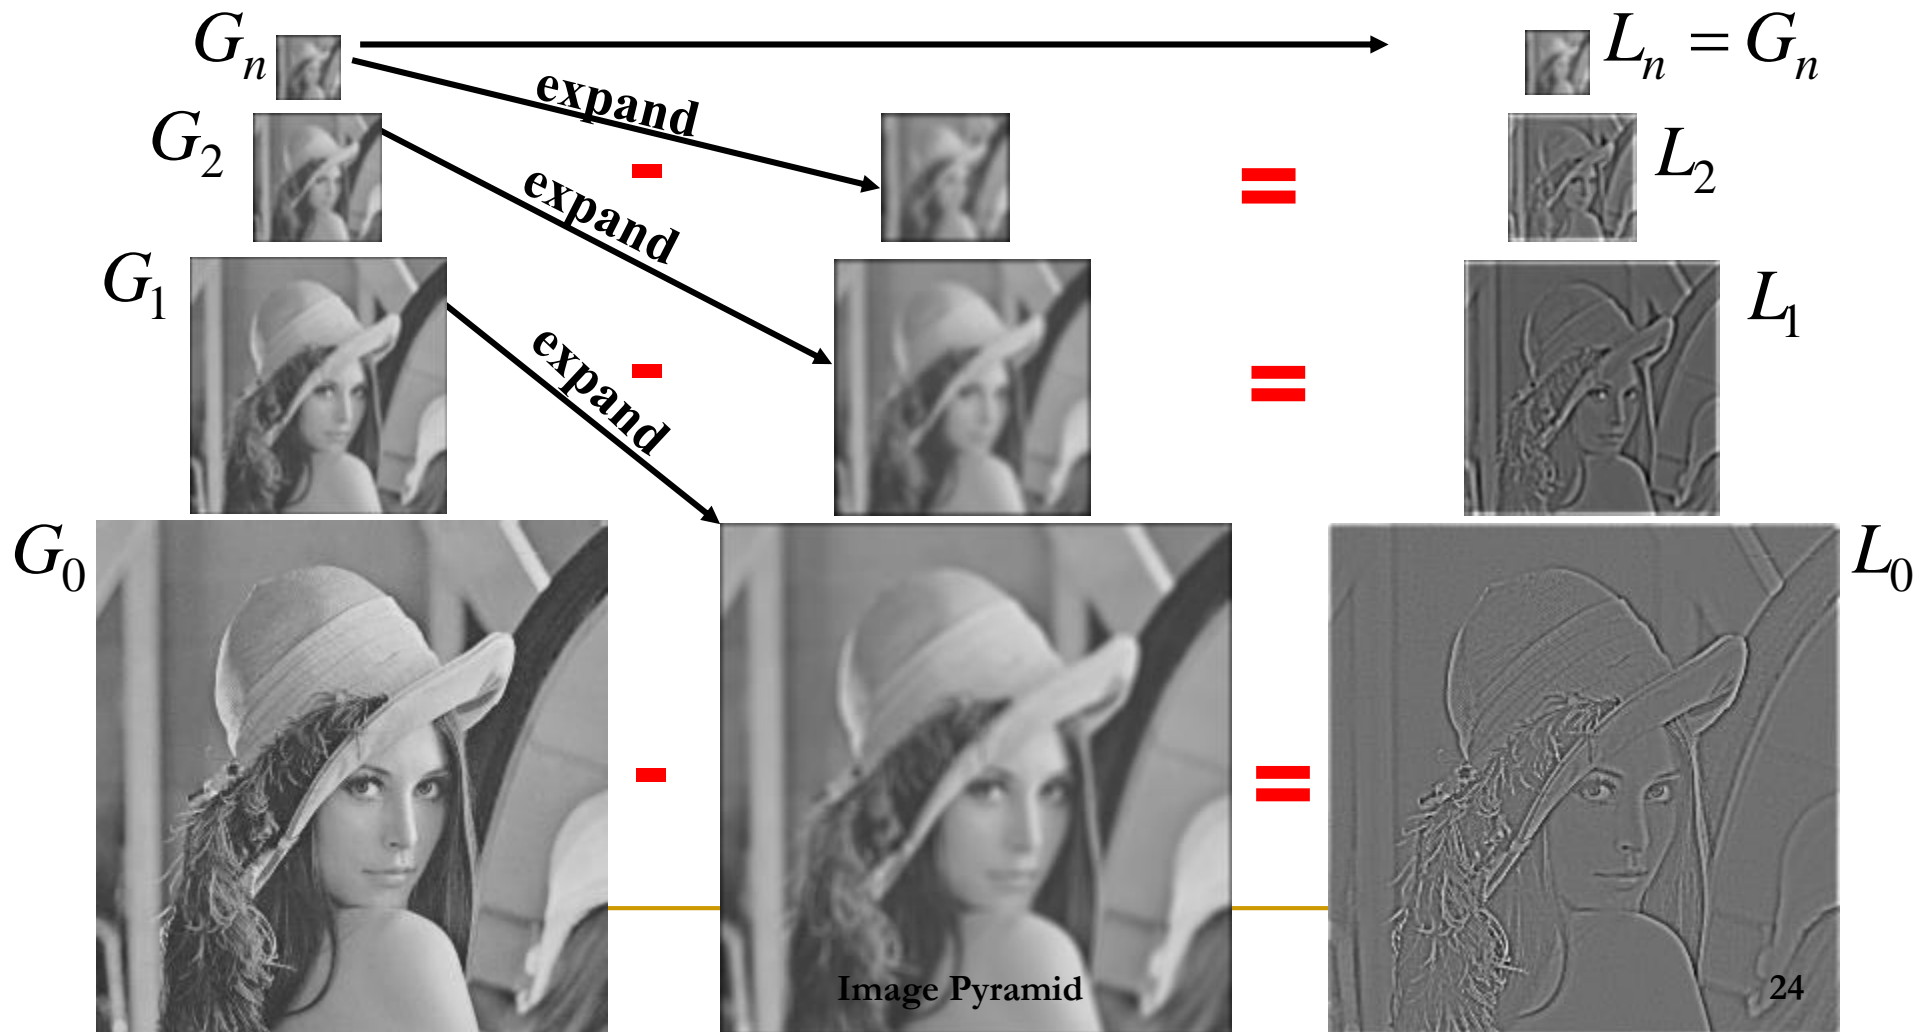 Gₙ
Lₙ = Gₙ
expand
G₂
-
=
L₂
expand
G₁
-
=
L₁
expand
G₀
-
=
L₀
Image Pyramid
24